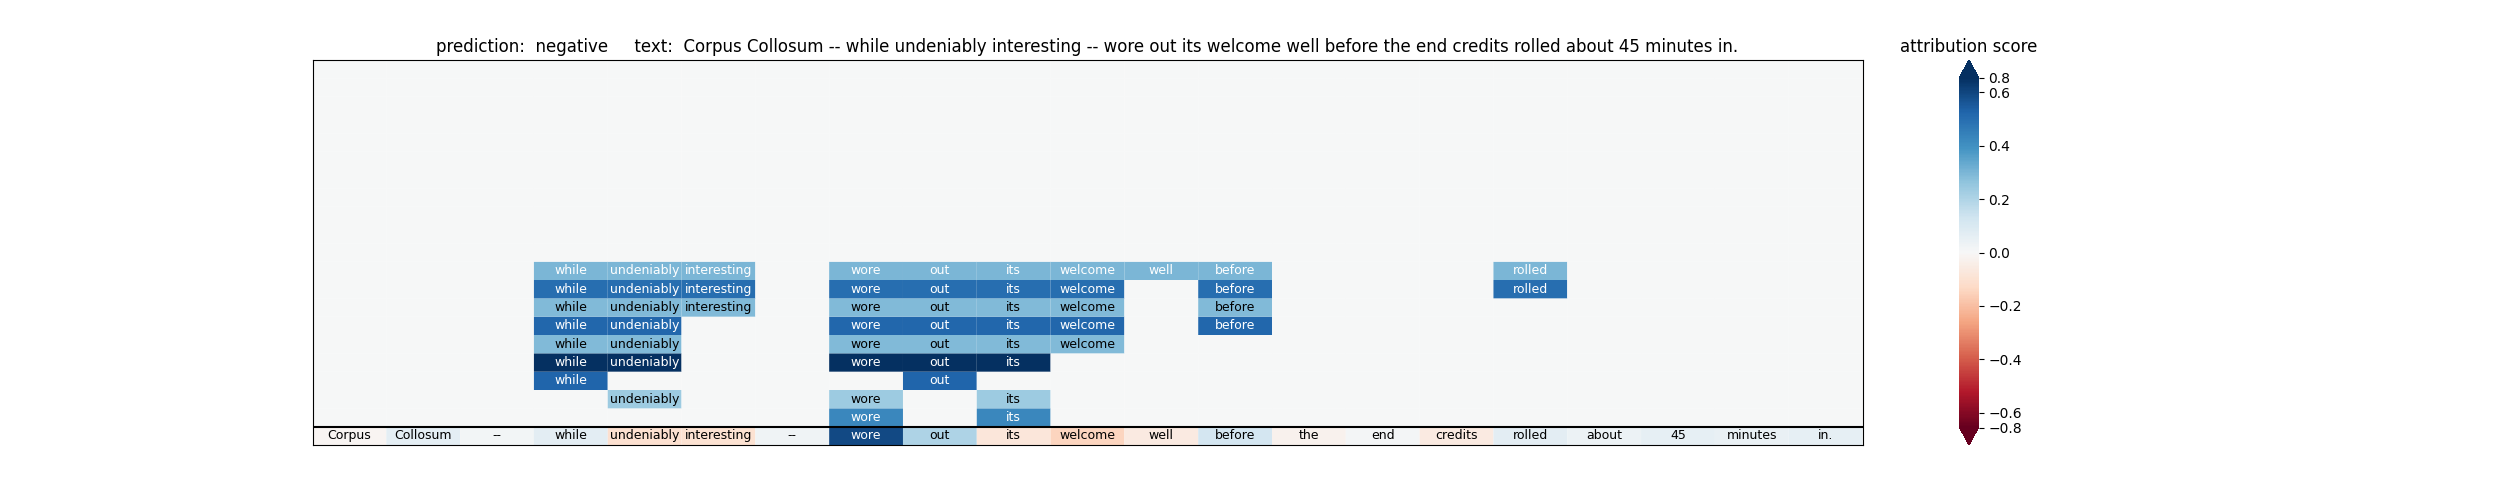 prediction:  negative     text:  Corpus Collosum -- while undeniably interesting -- wore out its welcome well before the end credits rolled about 45 minutes in.
attribution score
0.8
0.6
0.4
0.2
0.0
−0.2
−0.4
−0.6
−0.8
while undeniably interesting wore out its welcome well before rolled
while undeniably interesting wore out its welcome before rolled
while undeniably interesting wore out its welcome before
while undeniably wore out its welcome before
while undeniably wore out its welcome
while undeniably wore out its
while out
undeniably wore its
wore its
Corpus Collosum -- while undeniably interesting -- wore out its welcome well before the end credits rolled about 45 minutes in.